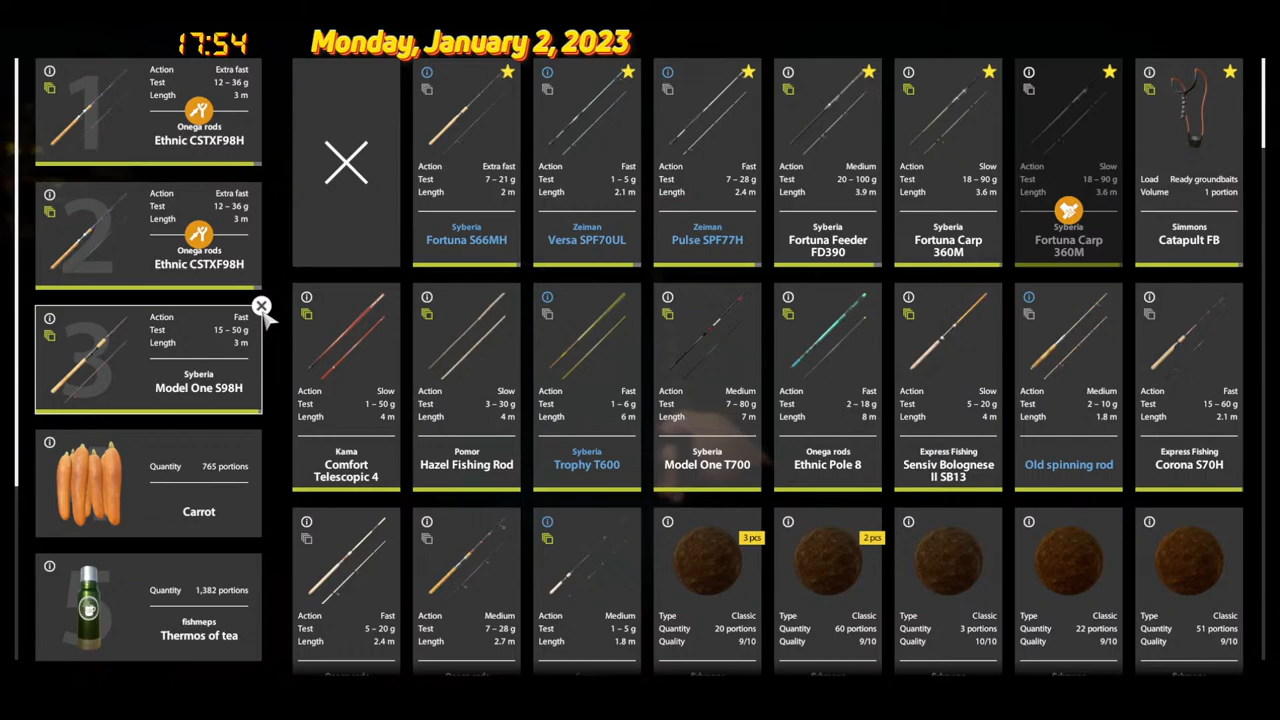 17:54
Monday, January 2, 2023
1
Action Extra fast
Test 12 – 36 g
Length 3 m
Onega rods
Ethnic CSTXF98H
2
Action Extra fast
Test 12 – 36 g
Length 3 m
Onega rods
Ethnic CSTXF98H
3
Action Fast
Test 15 – 50 g
Length 3 m
Syberia
Model One S98H
Quantity 765 portions
Carrot
5
Quantity 1,382 portions
fishmeps
Thermos of tea
Action Extra fast
Test 7 – 21 g
Length 2 m
Syberia
Fortuna S66MH
Action Fast
Test 1 – 5 g
Length 2.1 m
Zeiman
Versa SPF70UL
Action Fast
Test 7 – 28 g
Length 2.4 m
Zeiman
Pulse SPF77H
Action Medium
Test 20 – 100 g
Length 3.9 m
Syberia
Fortuna Feeder
FD390
Action Slow
Test 18 – 90 g
Length 3.6 m
Syberia
Fortuna Carp
360M
Action Slow
Test 18 – 90 g
Length 3.6 m
Syberia
Fortuna Carp
360M
Load Ready groundbaits
Volume 1 portion
Simmons
Catapult FB
Action Slow
Test 1 – 50 g
Length 4 m
Kama
Comfort
Telescopic 4
Action Slow
Test 3 – 30 g
Length 4 m
Pomor
Hazel Fishing Rod
Action Fast
Test 1 – 6 g
Length 6 m
Syberia
Trophy T600
Action Medium
Test 7 – 80 g
Length 7 m
Syberia
Model One T700
Action Fast
Test 2 – 18 g
Length 8 m
Onega rods
Ethnic Pole 8
Action Slow
Test 5 – 20 g
Length 4 m
Express Fishing
Sensiv Bolognese
II SB13
Action Fast
Test 2 – 10 g
Length 1.8 m
Old spinning rod
Action Fast
Test 15 – 60 g
Length 2.1 m
Express Fishing
Corona S70H
Action Fast
Test 5 – 20 g
Length 2.4 m
Action Medium
Test 7 – 28 g
Length 2.7 m
Action Medium
Test 1 – 5 g
Length 1.8 m
3 pcs
Type Classic
Quantity 20 portions
Quality 9/10
2 pcs
Type Classic
Quantity 60 portions
Quality 9/10
Type Classic
Quantity 3 portions
Quality 10/10
Type Classic
Quantity 22 portions
Quality 9/10
Type Classic
Quantity 51 portions
Quality 9/10